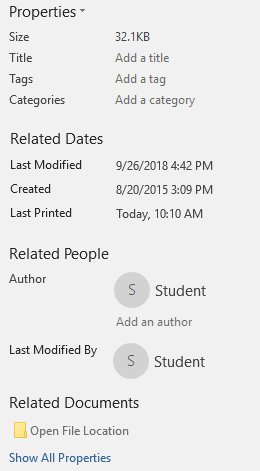 Properties
Size 32.1KB
Title Add a title
Tags Add a tag
Categories Add a category
Related Dates
Last Modified 9/26/2018 4:42 PM
Created 8/20/2015 3:09 PM
Last Printed Today, 10:10 AM
Related People
Author S Student
Add an author
Last Modified By S Student
Related Documents
Open File Location
Show All Properties